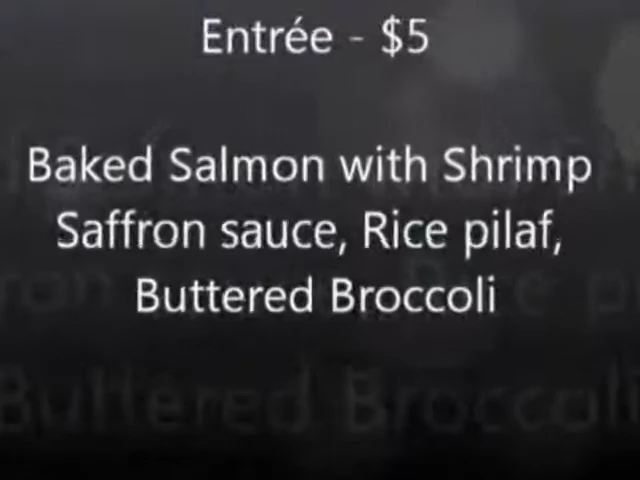 Entrée - $5
Baked Salmon with Shrimp
Saffron sauce, Rice pilaf,
Buttered Broccoli